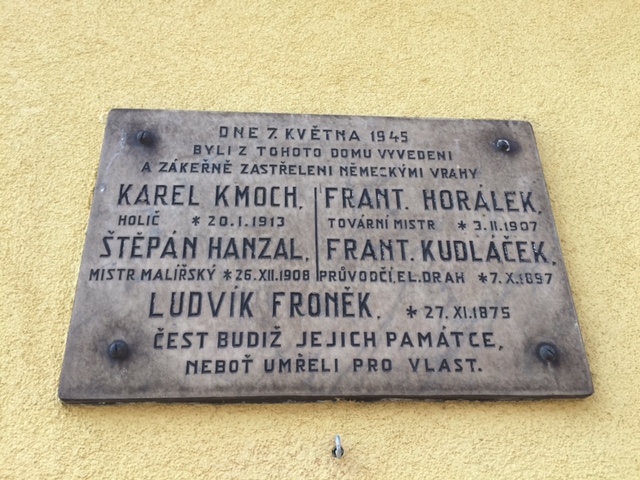 DNE 7. KVĚTNA 1945
BYLI Z TOHOTO DOMU VYVEDENI
A ZÁKEŘNĚ ZASTŘELENI NĚMECKÝMI VRAHY
KAREL KMOCH,
HOLIČ *20.1.1913
FRANT. HORÁLEK,
TOVÁRNÍ MISTR *3.II.1907
ŠTĚPÁN HANZAL,
MISTR MALÍŘSKÝ *26.XII.1908
FRANT. KUDLÁČEK,
PRŮVODČÍ, EL. DRAH *7.X.1897
LUDVÍK FRONĚK. *27.XI.1875
ČEST BUDIŽ JEJICH PAMÁTCE,
NEBOŤ UMŘELI PRO VLAST.